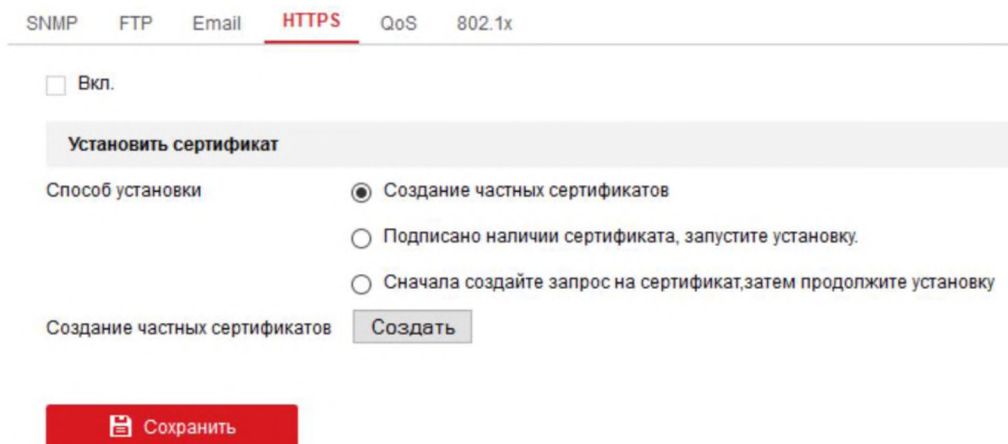 SNMP FTP Email HTTPS QoS 802.1x
Вкл.
Установить сертификат
Способ установки Создание частных сертификатов
Подписано наличии сертификата, запустите установку.
Сначала создайте запрос на сертификат,затем продолжите установку
Создание частных сертификатов Создать
Сохранить